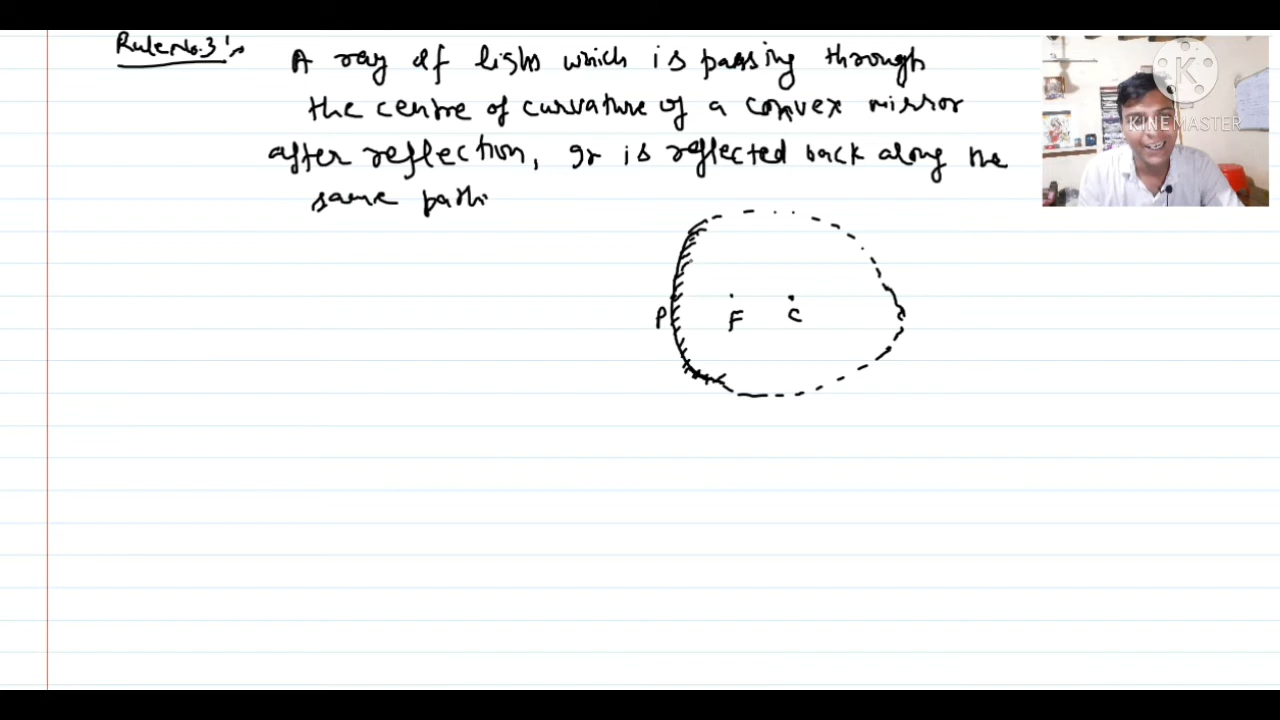 Rule No. 3 :
A ray of light which is passing through
the centre of curvature of a convex mirror
after reflection, It is reflected back along the
same path
P
F
C
K
KINEMASTER